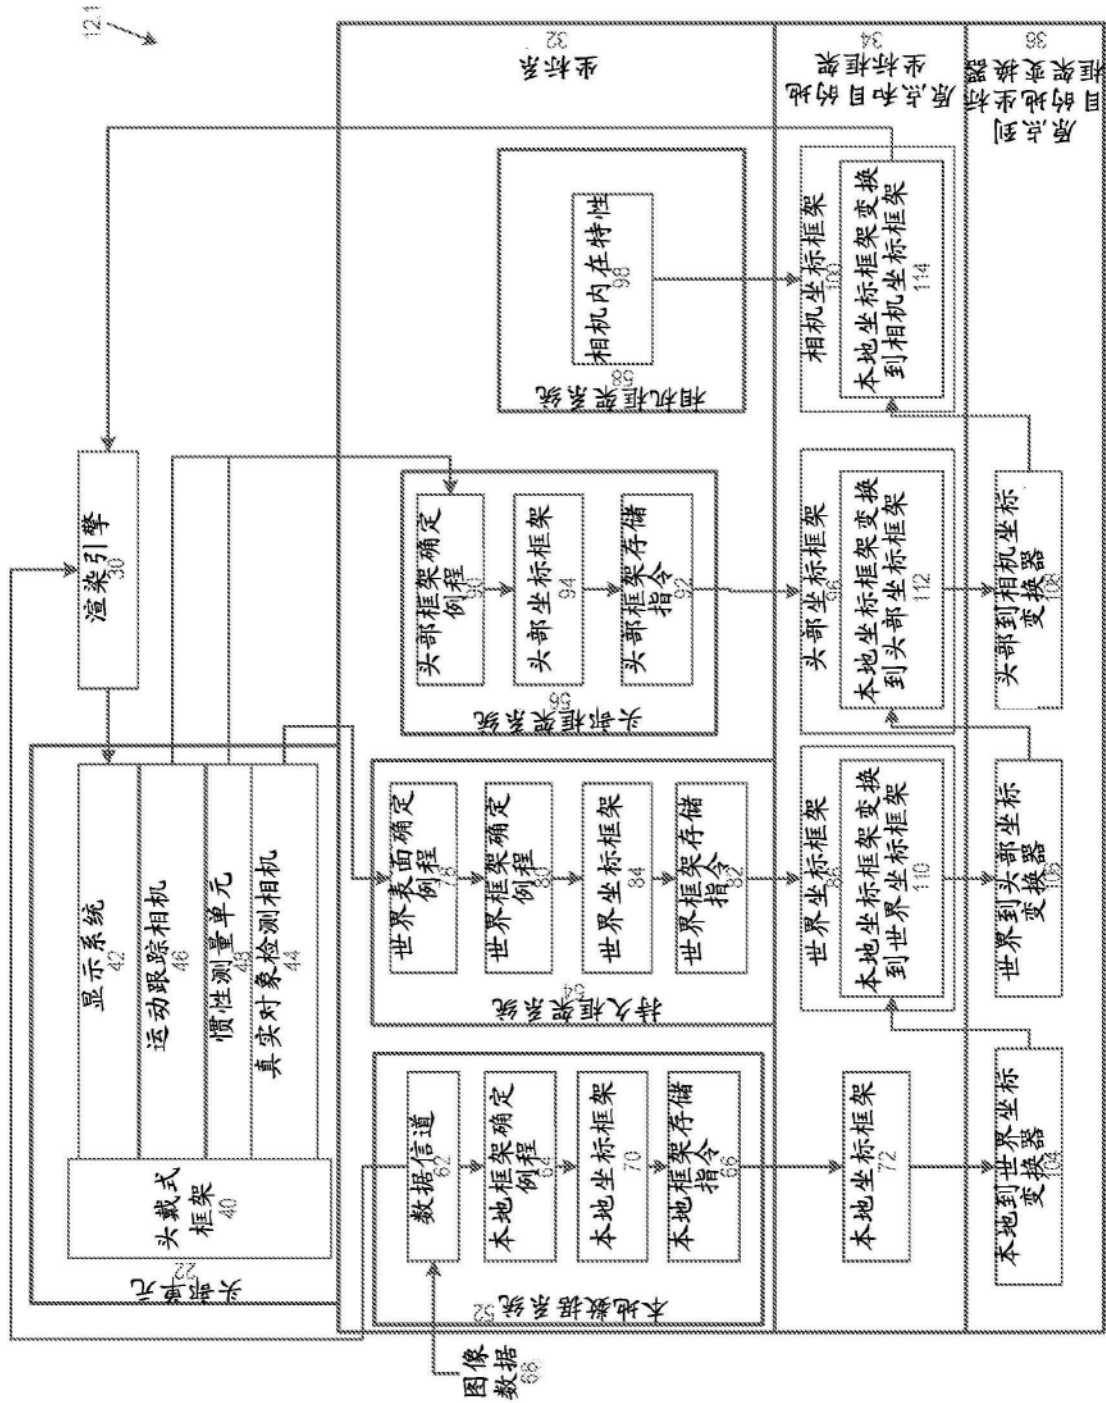 12.1
渲染引擎
30
头部单元
22
头戴式
框架
40
显示系统
42
运动跟踪相机
46
惯性测量单元
48
真实对象检测相机
44
坐标系
32
图像
数据
68
本地数据系统
52
数据信道
62
本地框架确定
例程
64
本地坐标框架
70
本地框架存储
指令
66
持久框架系统
54
世界表面确定
例程
78
世界框架确定
例程
80
世界坐标框架
84
世界框架存储
指令
82
头部框架系统
56
头部框架确定
例程
90
头部坐标框架
94
头部框架存储
指令
92
相机框架系统
58
相机内在特性
98
原点和目的地
坐标框架
34
本地坐标框架
72
世界坐标框架
86
本地坐标框架变换
到世界坐标框架
110
头部坐标框架
96
本地坐标框架变换
到头部坐标框架
112
相机坐标框架
100
本地坐标框架变换
到相机坐标框架
114
原点到
目的地坐标
框架变换器
36
本地到世界坐标
变换器
104
世界到头部坐标
变换器
106
头部到相机坐标
变换器
108